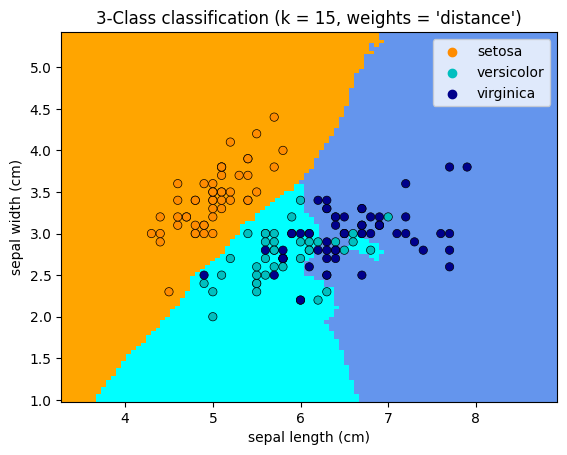 3-Class classification (k = 15, weights = 'distance')
setosa
versicolor
virginica
sepal width (cm)
5.0
4.5
4.0
3.5
3.0
2.5
2.0
1.5
1.0
4 5 6 7 8
sepal length (cm)